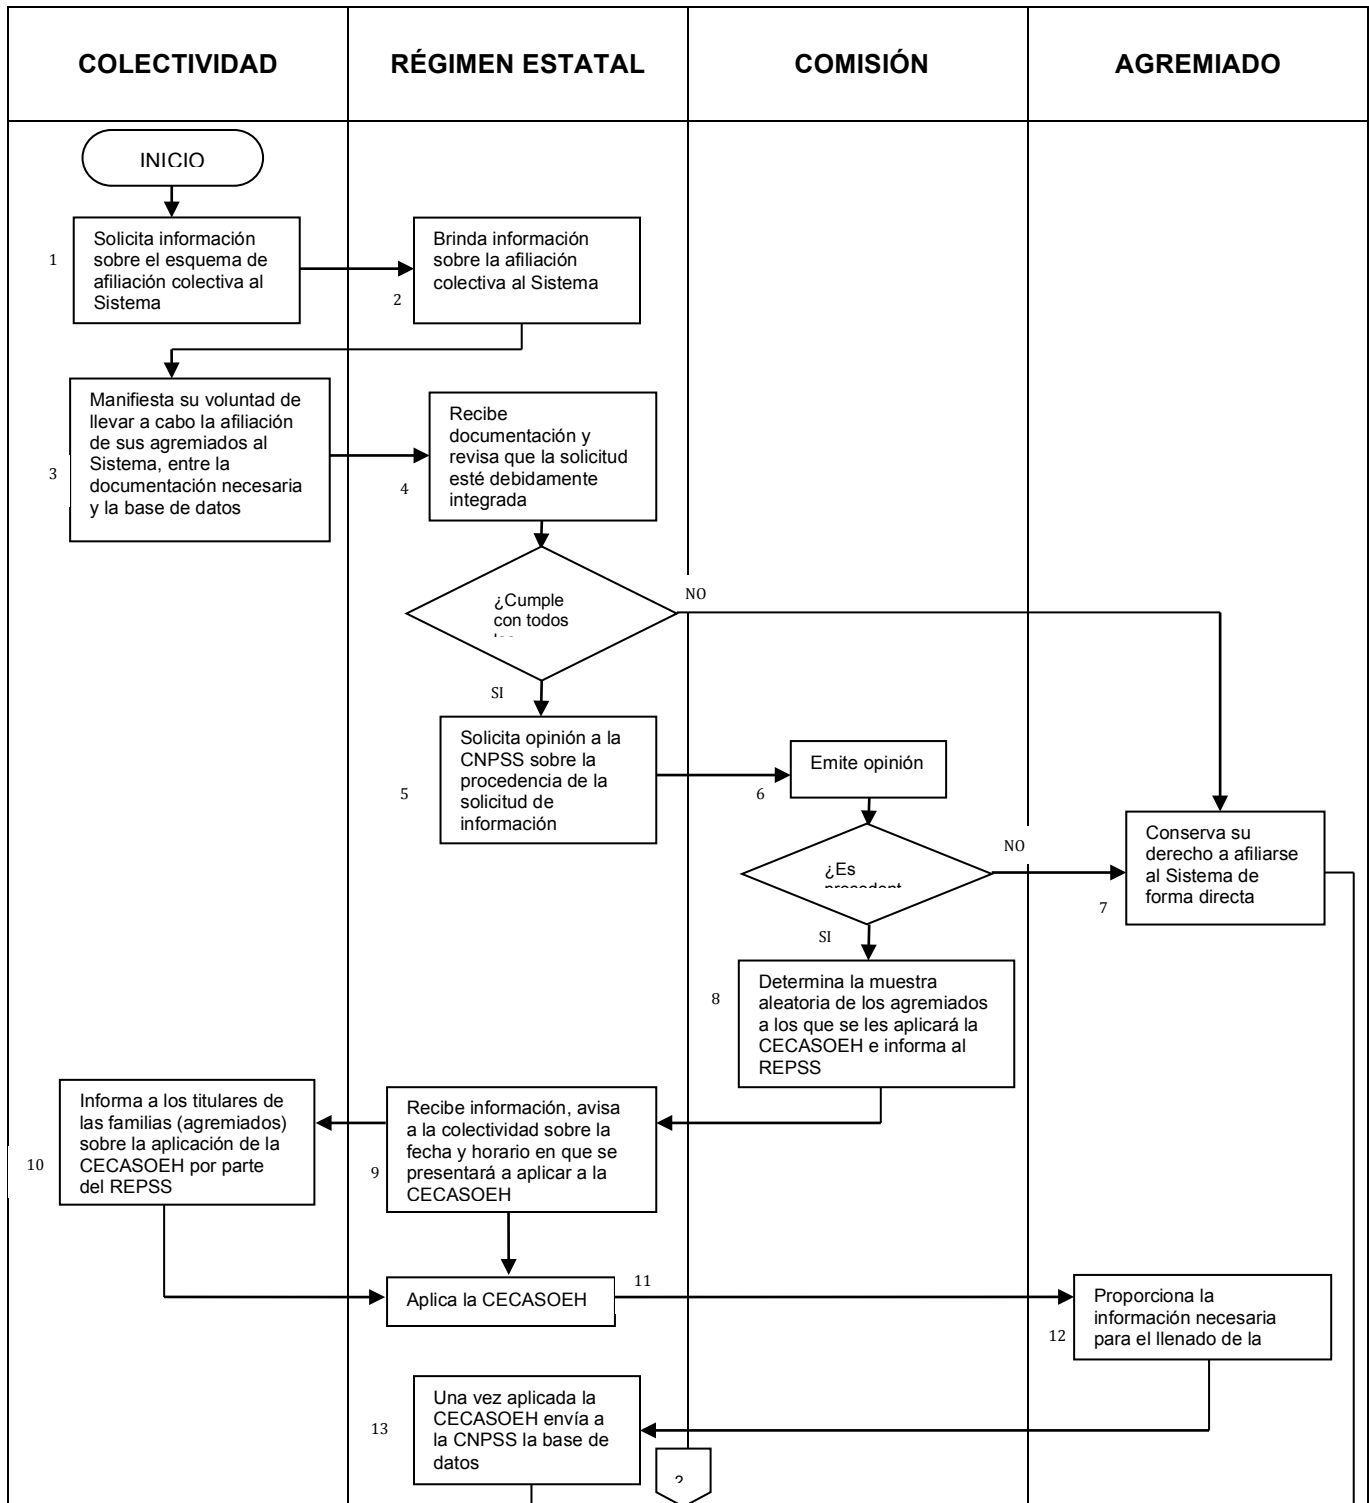 COLECTIVIDAD
RÉGIMEN ESTATAL
COMISIÓN
AGREMIADO
INICIO
1
Solicita información
sobre el esquema de
afiliación colectiva al
Sistema
2
Brinda información
sobre la afiliación
colectiva al Sistema
3
Manifiesta su voluntad de
llevar a cabo la afiliación
de sus agremiados al
Sistema, entre la
documentación necesaria
y la base de datos
4
Recibe
documentación y
revisa que la solicitud
esté debidamente
integrada
¿Cumple
con todos
NO
SI
5
Solicita opinión a la
CNPSS sobre la
procedencia de la
solicitud de
información
6
Emite opinión
¿Es
NO
SI
7
Conserva su
derecho a afiliarse
al Sistema de
forma directa
8
Determina la muestra
aleatoria de los agremiados
a los que se les aplicará la
CECASOEH e informa al
REPSS
9
Recibe información, avisa
a la colectividad sobre la
fecha y horario en que se
presentará a aplicar a la
CECASOEH
10
Informa a los titulares de
las familias (agremiados)
sobre la aplicación de la
CECASOEH por parte
del REPSS
Aplica la CECASOEH
11
12
Proporciona la
información necesaria
para el llenado de la
13
Una vez aplicada la
CECASOEH envía a
la CNPSS la base de
datos